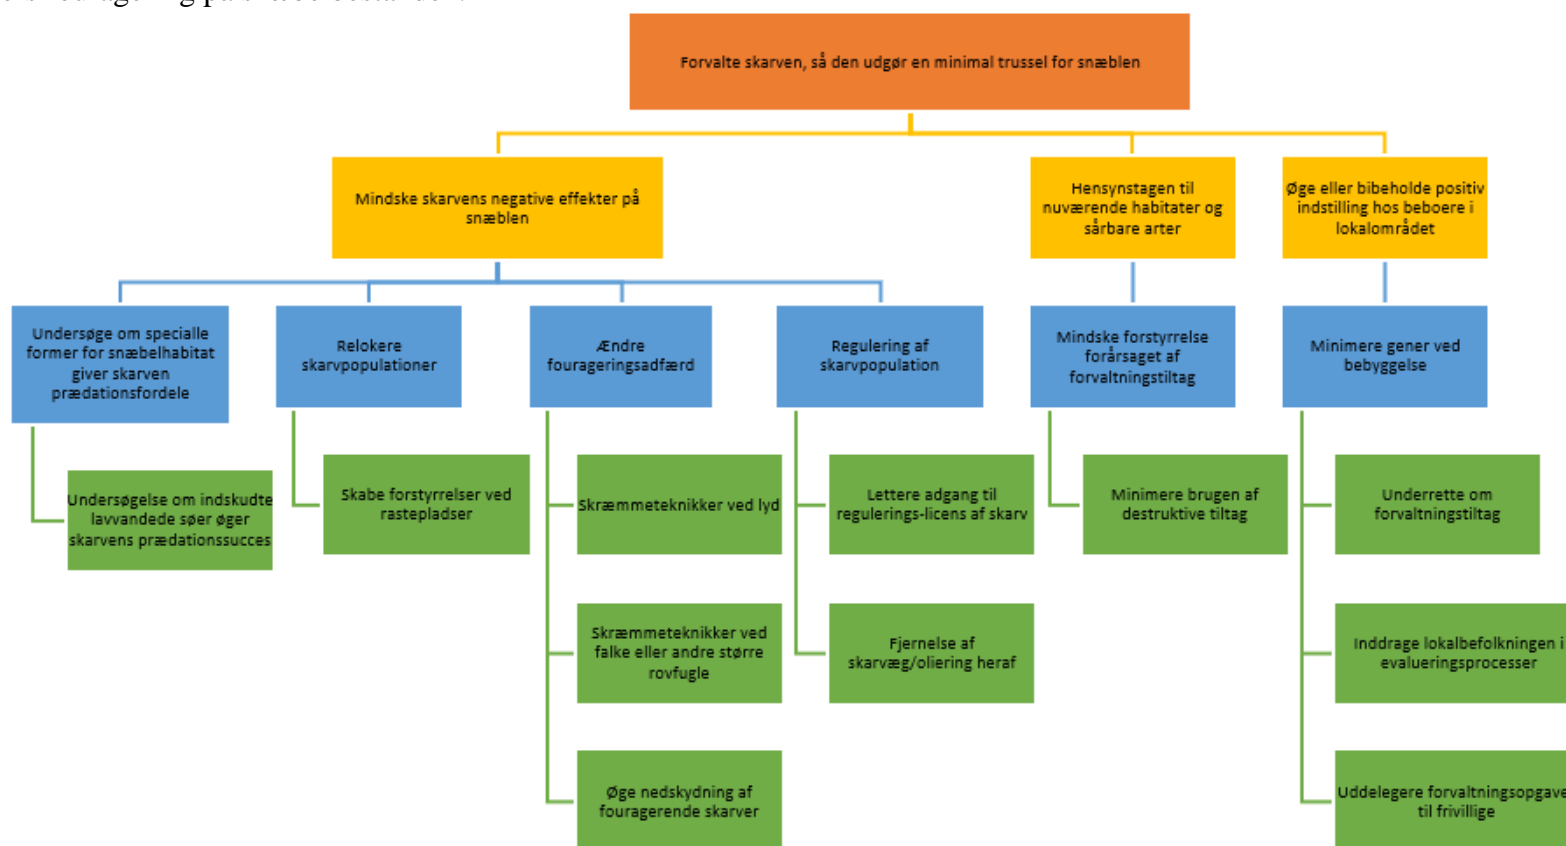 Forvalte skarven, så den udgør en minimal trussel for snæblen
Mindske skarvens negative effekter på
snæblen
Hensynstagen til
nuværende habitater og
sårbare arter
Øge eller bibeholde positiv
indstilling hos beboere i
lokalområdet
Undersøge om specialle
former for snæbelhabitat
giver skarven
prædationsfordele
Relokere
skarvpopulationer
Ændre
fourageringsadfærd
Regulering af
skarvpopulation
Mindske forstyrrelse
forårsaget af
forvaltningstiltag
Minimere gener ved
bebyggelse
Undersøgelse om indskudte
lavvandede søer øger
skarvens prædationssucces
Skabe forstyrrelser ved
rastepladser
Skræmmeteknikker ved lyd
Lettere adgang til
regulerings-licens af skarv
Minimere brugen af
destruktive tiltag
Underrette om
forvaltningstiltag
Skræmmeteknikker ved
falke eller andre større
rovfugle
Fjernelse af
skarvæg/oliering heraf
Inddrage lokalbefolkningen i
evalueringsprocesser
Øge nedskydning af
fouragerende skarver
Uddelegere forvaltningsopgave
til frivillige